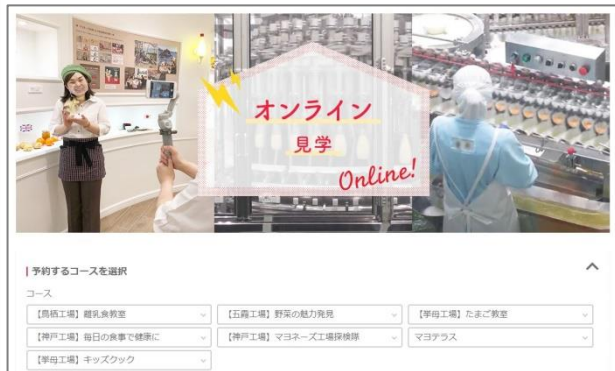 オンライン
見学
Online!
予約するコースを選択
コース
【鳥栖工場】離乳食教室
【五霞工場】野菜の魅力発見
【挙母工場】たまご教室
【神戸工場】毎日の食事で健康に
【神戸工場】マヨネーズ工場探検隊
マヨテラス
【挙母工場】キッズクック